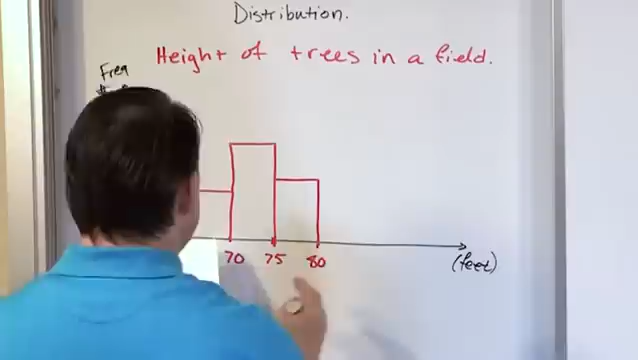 Distribution.
Height of trees in a field.
Freq
70 75 80
(feet)